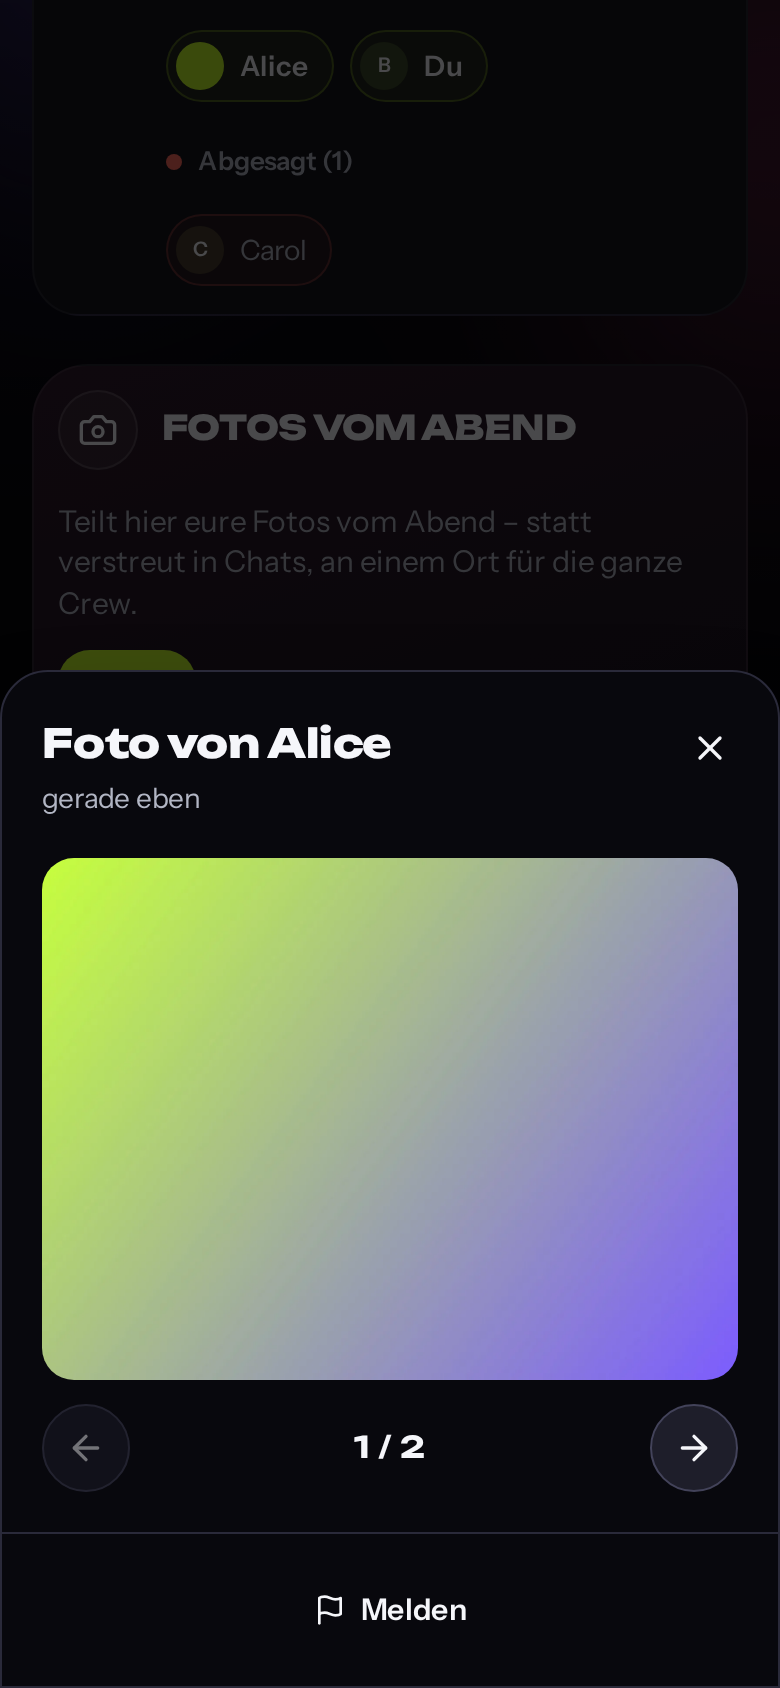 Alice
B
Du
Abgesagt (1)
C
Carol
FOTOS VOM ABEND
Teilt hier eure Fotos vom Abend – statt
verstreut in Chats, an einem Ort für die ganze
Crew.
Foto von Alice
gerade eben
1 / 2
Melden